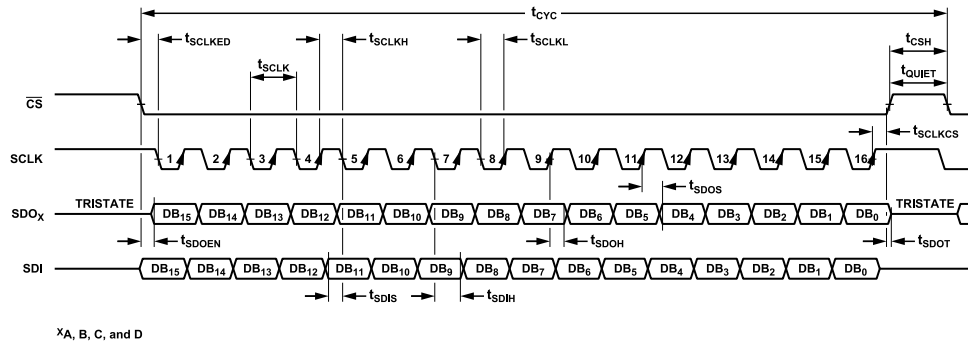 tCYC
tSCLKED
tSCLKH
tSCLKL
tCSH
tSCLK
tQUIET
CS
tSCLKCS
SCLK
1 2 3 4 5 6 7 8 9 10 11 12 13 14 15 16
tSDOS
SDOX TRISTATE DB15 DB14 DB13 DB12 DB11 DB10 DB9 DB8 DB7 DB6 DB5 DB4 DB3 DB2 DB1 DB0 TRISTATE
tSDOEN
tSDOH
tSDOT
SDI DB15 DB14 DB13 DB12 DB11 DB10 DB9 DB8 DB7 DB6 DB5 DB4 DB3 DB2 DB1 DB0
tSDIS
tSDIH
XA, B, C, and D